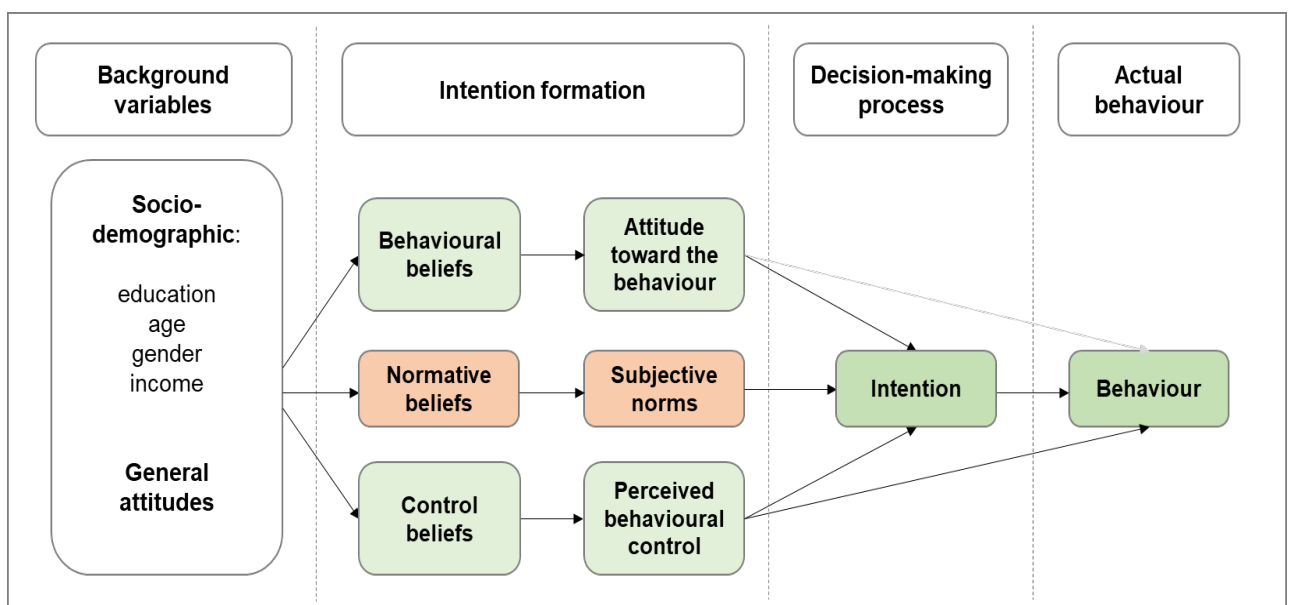 Background
variables
Intention formation
Decision-making
process
Actual
behaviour
Socio-
demographic:
education
age
gender
income
General
attitudes
Behavioural
beliefs
Attitude
toward the
behaviour
Normative
beliefs
Subjective
norms
Control
beliefs
Perceived
behavioural
control
Intention
Behaviour